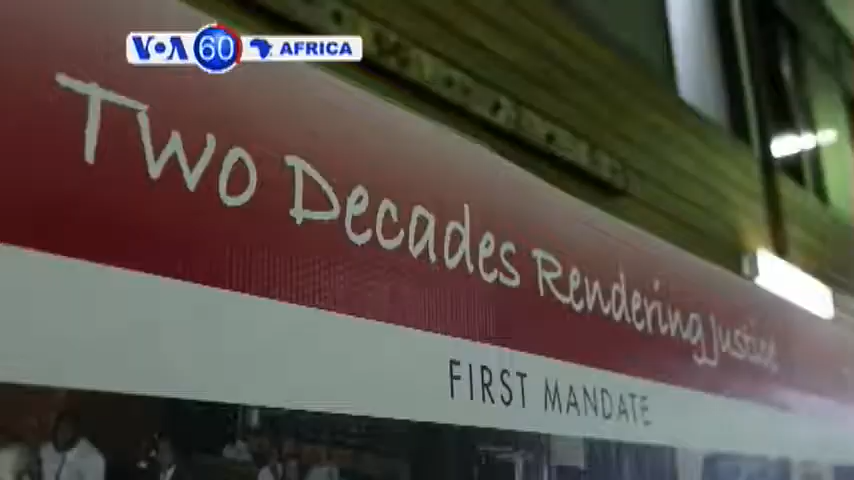 VOA 60 AFRICA
Two Decades Rendering Justice
FIRST MANDATE